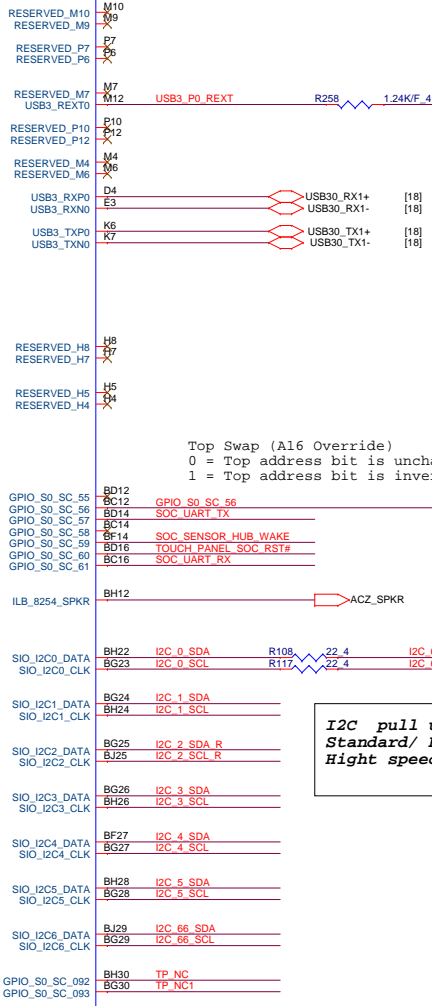 RESERVED_M10 M10
RESERVED_M9 M9
RESERVED_P7 P7
RESERVED_P6 P6
RESERVED_M7 M7
USB3_REXT0 M12 USB3_P0_REXT R258 1.24K/F_4
RESERVED_P10 P10
RESERVED_P12 P12
RESERVED_M4 M4
RESERVED_M6 M6
USB3_RXP0 D4 USB30_RX1+ [18]
USB3_RXN0 E3 USB30_RX1- [18]
USB3_TXP0 K6 USB30_TX1+ [18]
USB3_TXN0 K7 USB30_TX1- [18]
RESERVED_H8 H8
RESERVED_H7 H7
RESERVED_H5 H5
RESERVED_H4 H4
Top Swap (A16 Override)
0 = Top address bit is uncha
1 = Top address bit is inver
GPIO_S0_SC_55 BD12
GPIO_S0_SC_56 BC12 GPIO_S0_SC_56
GPIO_S0_SC_57 BD14 SOC_UART_TX
GPIO_S0_SC_58 BC14
GPIO_S0_SC_59 BF14 SOC_SENSOR_HUB_WAKE
GPIO_S0_SC_60 BD16 TOUCH_PANEL_SOC_RST#
GPIO_S0_SC_61 BC16 SOC_UART_RX
ILB_8254_SPKR BH12 ACZ_SPKR
SIO_I2C0_DATA BH22 I2C_0_SDA R108 22_4 I2C_
SIO_I2C0_CLK BG23 I2C_0_SCL R117 22_4 I2C_
SIO_I2C1_DATA BG24 I2C_1_SDA
SIO_I2C1_CLK BH24 I2C_1_SCL
I2C pull u
Standard/
Hight speed
SIO_I2C2_DATA BG25 I2C_2_SDA_R
SIO_I2C2_CLK BJ25 I2C_2_SCL_R
SIO_I2C3_DATA BG26 I2C_3_SDA
SIO_I2C3_CLK BH26 I2C_3_SCL
SIO_I2C4_DATA BF27 I2C_4_SDA
SIO_I2C4_CLK BG27 I2C_4_SCL
SIO_I2C5_DATA BH28 I2C_5_SDA
SIO_I2C5_CLK BG28 I2C_5_SCL
SIO_I2C6_DATA BJ29 I2C_66_SDA
SIO_I2C6_CLK BG29 I2C_66_SCL
GPIO_S0_SC_092 BH30 TP_NC
GPIO_S0_SC_093 BG30 TP_NC1